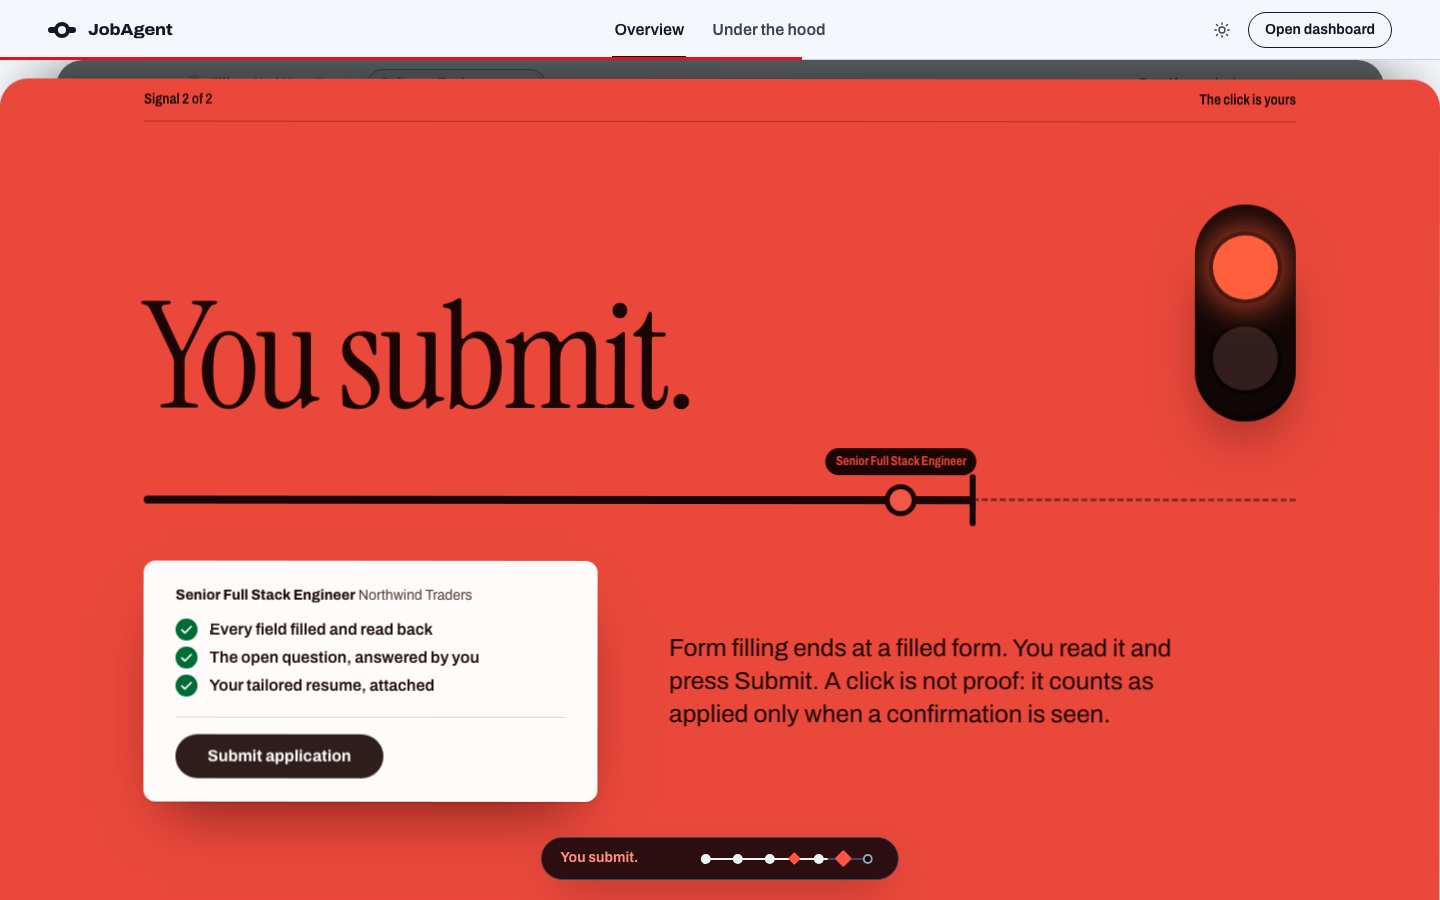 JobAgent
Overview
Under the hood
Open dashboard
Signal 2 of 2
The click is yours
You submit.
Senior Full Stack Engineer
Senior Full Stack Engineer Northwind Traders
Every field filled and read back
The open question, answered by you
Your tailored resume, attached
Submit application
Form filling ends at a filled form. You read it and
press Submit. A click is not proof: it counts as
applied only when a confirmation is seen.
You submit.